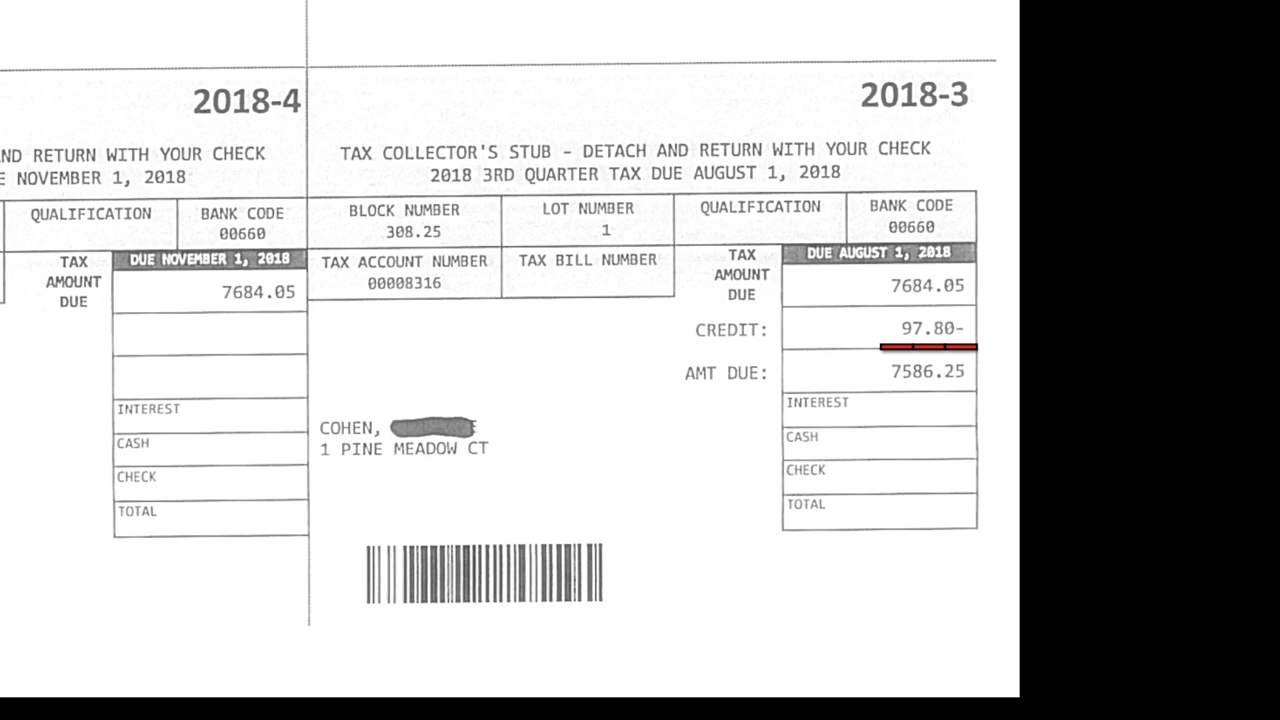 2018-4
AND RETURN WITH YOUR CHECK
E NOVEMBER 1, 2018
QUALIFICATION
BANK CODE
00660
TAX
AMOUNT
DUE
DUE NOVEMBER 1, 2018
7684.05
INTEREST
CASH
CHECK
TOTAL
2018-3
TAX COLLECTOR'S STUB - DETACH AND RETURN WITH YOUR CHECK
2018 3RD QUARTER TAX DUE AUGUST 1, 2018
BLOCK NUMBER
308.25
LOT NUMBER
1
QUALIFICATION
BANK CODE
00660
TAX ACCOUNT NUMBER
00008316
TAX BILL NUMBER
TAX
AMOUNT
DUE
DUE AUGUST 1, 2018
7684.05
CREDIT:
97.80-
AMT DUE:
7586.25
INTEREST
CASH
CHECK
TOTAL
COHEN,
1 PINE MEADOW CT